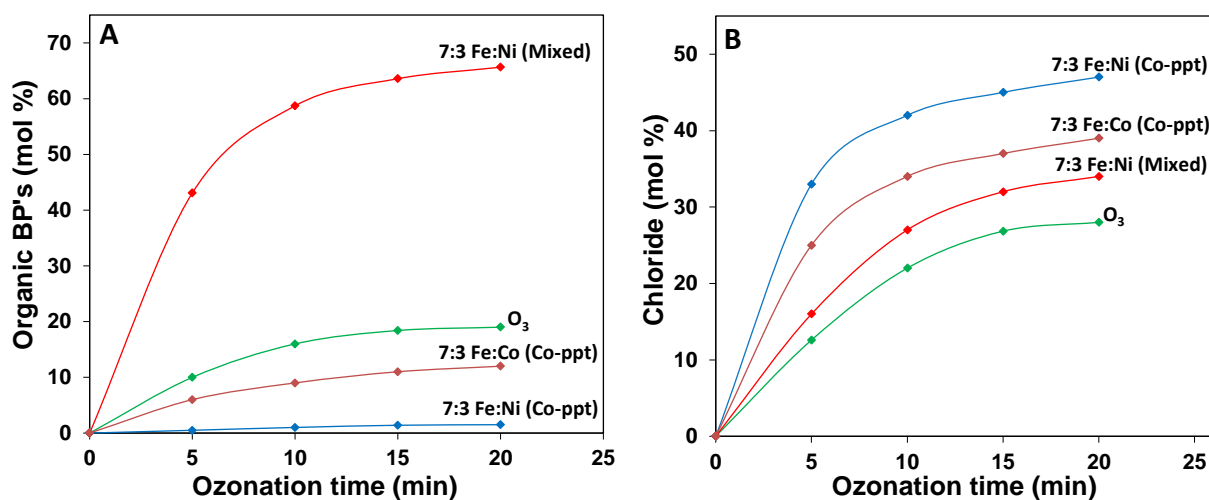 A
Organic BP's (mol %)
70
60
50
40
30
20
10
0
7:3 Fe:Ni (Mixed)
O₃
7:3 Fe:Co (Co-ppt)
7:3 Fe:Ni (Co-ppt)
0 5 10 15 20 25
Ozonation time (min)
B
Chloride (mol %)
50
40
30
20
10
0
7:3 Fe:Ni (Co-ppt)
7:3 Fe:Co (Co-ppt)
7:3 Fe:Ni (Mixed)
O₃
0 5 10 15 20 25
Ozonation time (min)